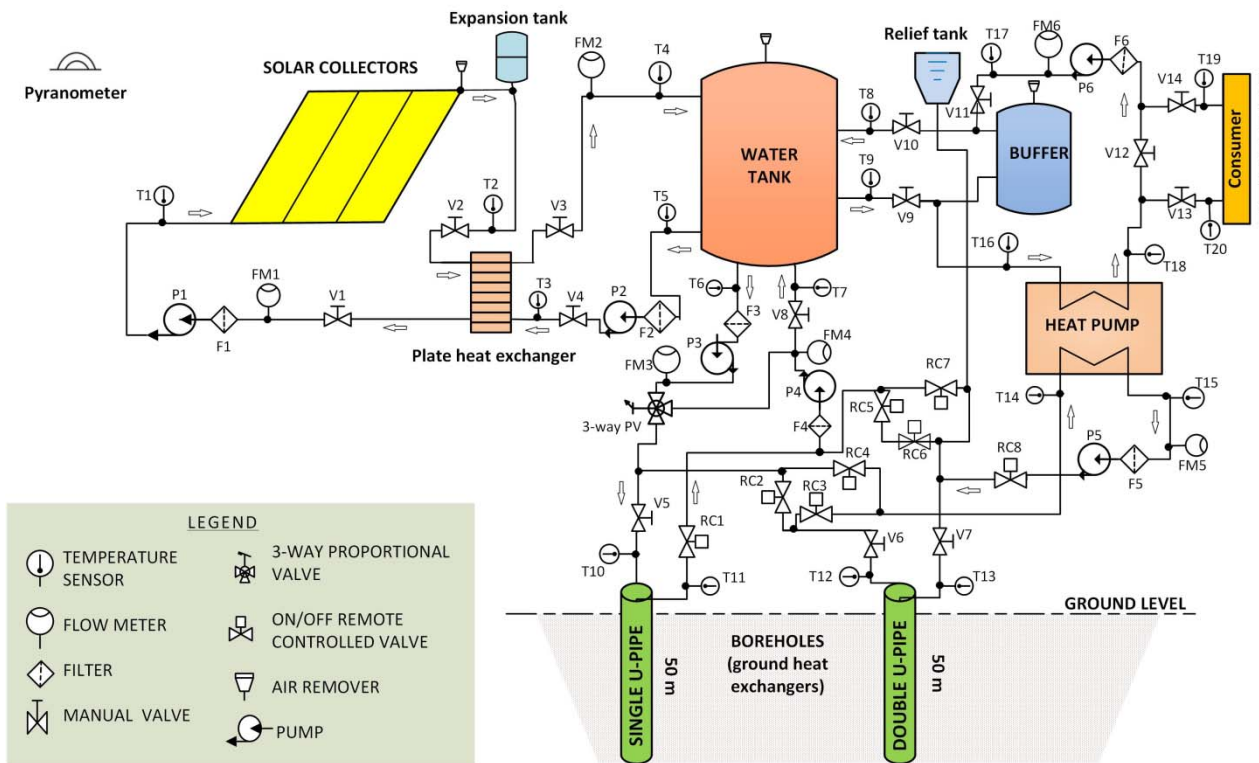 Expansion tank
Pyranometer
SOLAR COLLECTORS
FM2
T4
Relief tank
T17
FM6
F6
P6
V14
T19
T8
V11
V10
WATER
TANK
BUFFER
V12
Consumer
T1
V2
T2
V3
T5
T9
V9
V13
T20
T16
T18
P1
FM1
F1
V1
T3
V4
P2
F2
Plate heat exchanger
T6
F3
T7
V8
HEAT PUMP
P3
FM3
FM4
P4
RC7
RC5
T14
T15
3-way PV
F4
RC6
RC8
P5
F5
FM5
RC4
RC2
RC3
V5
RC1
V6
V7
T10
T11
T12
T13
GROUND LEVEL
SINGLE U-PIPE
50 m
BOREHOLES
(ground heat
exchangers)
DOUBLE U-PIPE
50 m
LEGEND
TEMPERATURE
SENSOR
3-WAY PROPORTIONAL
VALVE
FLOW METER
ON/OFF REMOTE
CONTROLLED VALVE
FILTER
AIR REMOVER
MANUAL VALVE
PUMP